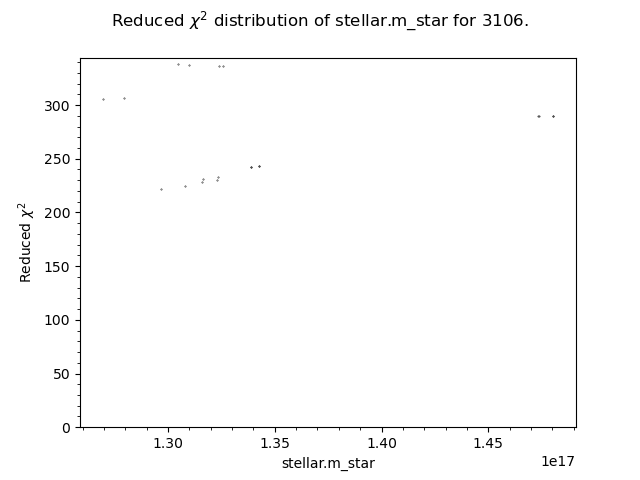 Reduced χ² distribution of stellar.m_star for 3106.
300
250
200
150
100
50
0
Reduced χ²
1.30 1.35 1.40 1.45
stellar.m_star
1e17